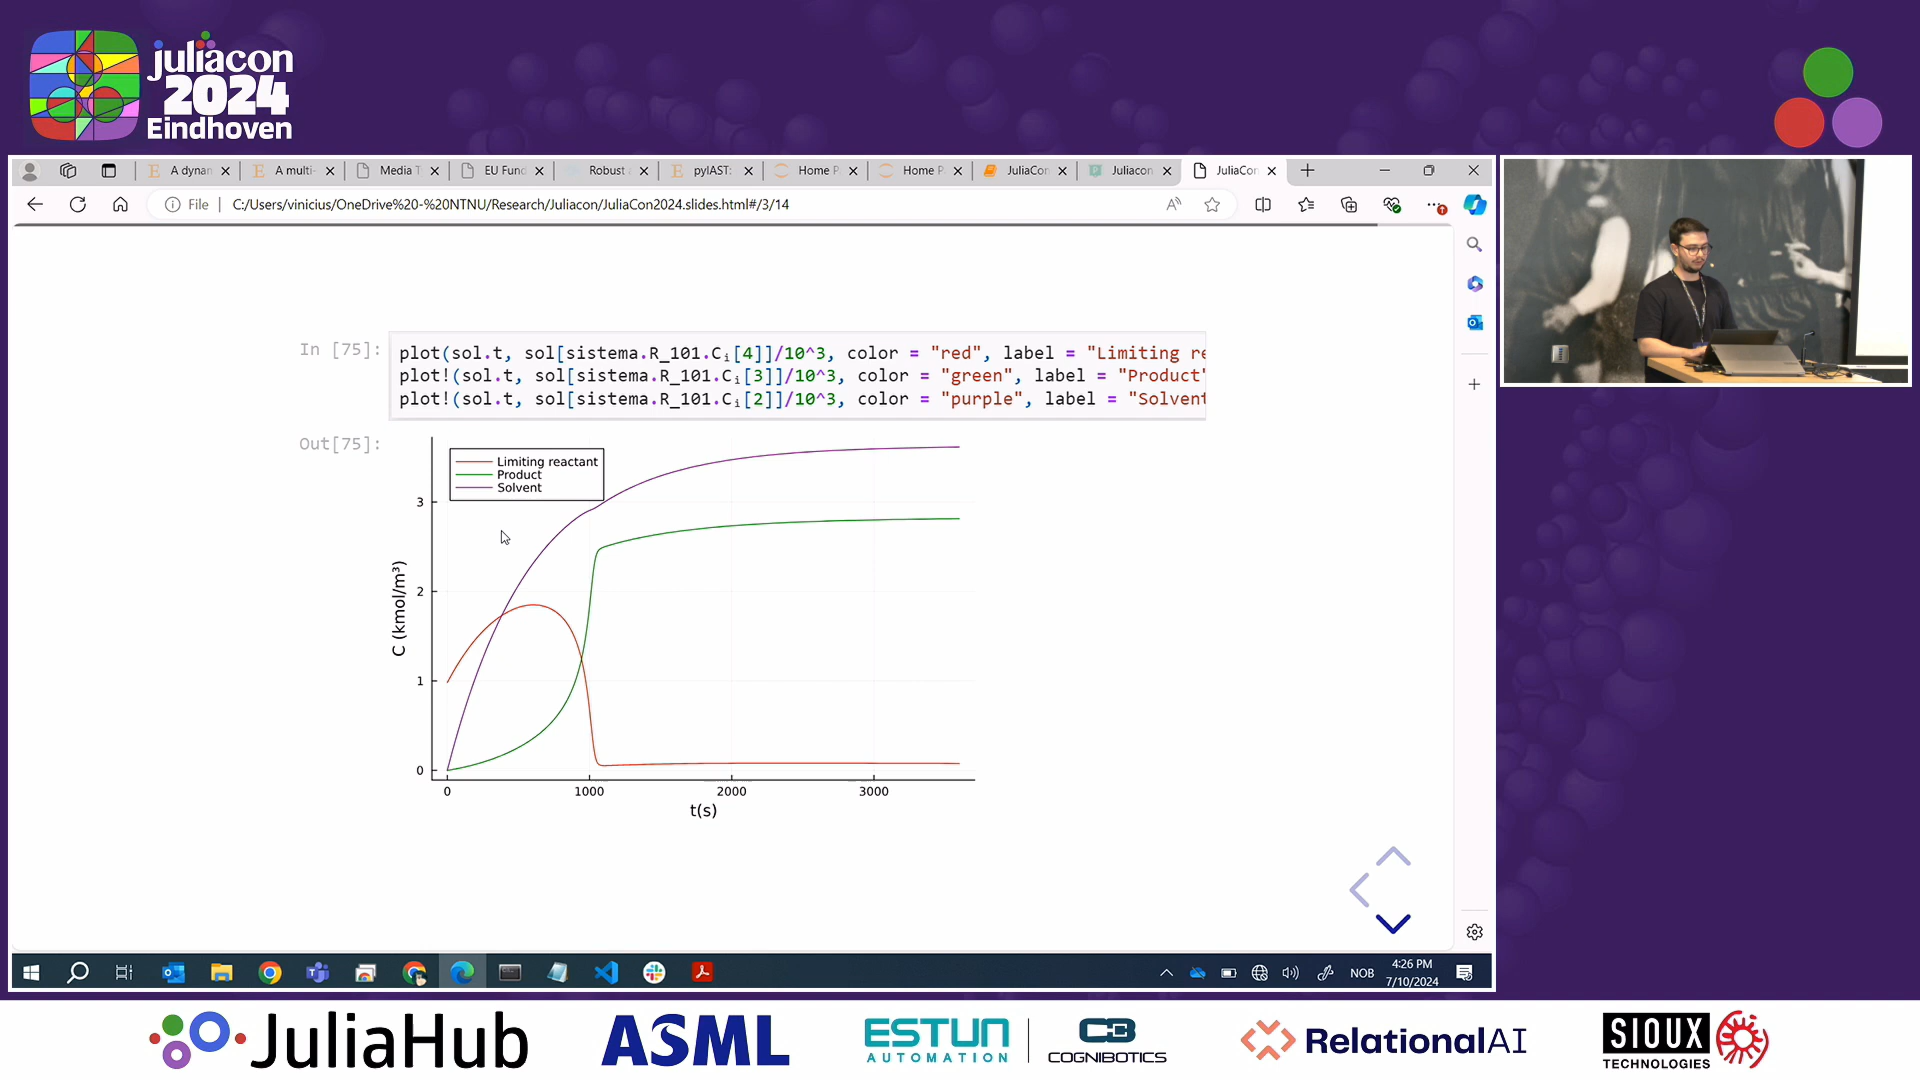 juliacon
2024
Eindhoven
A dynan
A multi-
Media T
EU Fund
Robust
pyIAST:
Home P
Home P
JuliaCor
Juliacon
JuliaCor
File
C:/Users/vinicius/OneDrive%20-%20NTNU/Research/Juliacon/JuliaCon2024.slides.html#/3/14
In [75]:
plot(sol.t, sol[sistema.R_101.Cᵢ[4]]/10^3, color = "red", label = "Limiting re
plot!(sol.t, sol[sistema.R_101.Cᵢ[3]]/10^3, color = "green", label = "Product"
plot!(sol.t, sol[sistema.R_101.Cᵢ[2]]/10^3, color = "purple", label = "Solvent
Out[75]:
Limiting reactant
Product
Solvent
3
2
1
0
C (kmol/m³)
0 1000 2000 3000
t(s)
NOB
4:26 PM
7/10/2024
JuliaHub
ASML
ESTUN
AUTOMATION
COGNIBOTICS
RelationalAI
SIOUX
TECHNOLOGIES